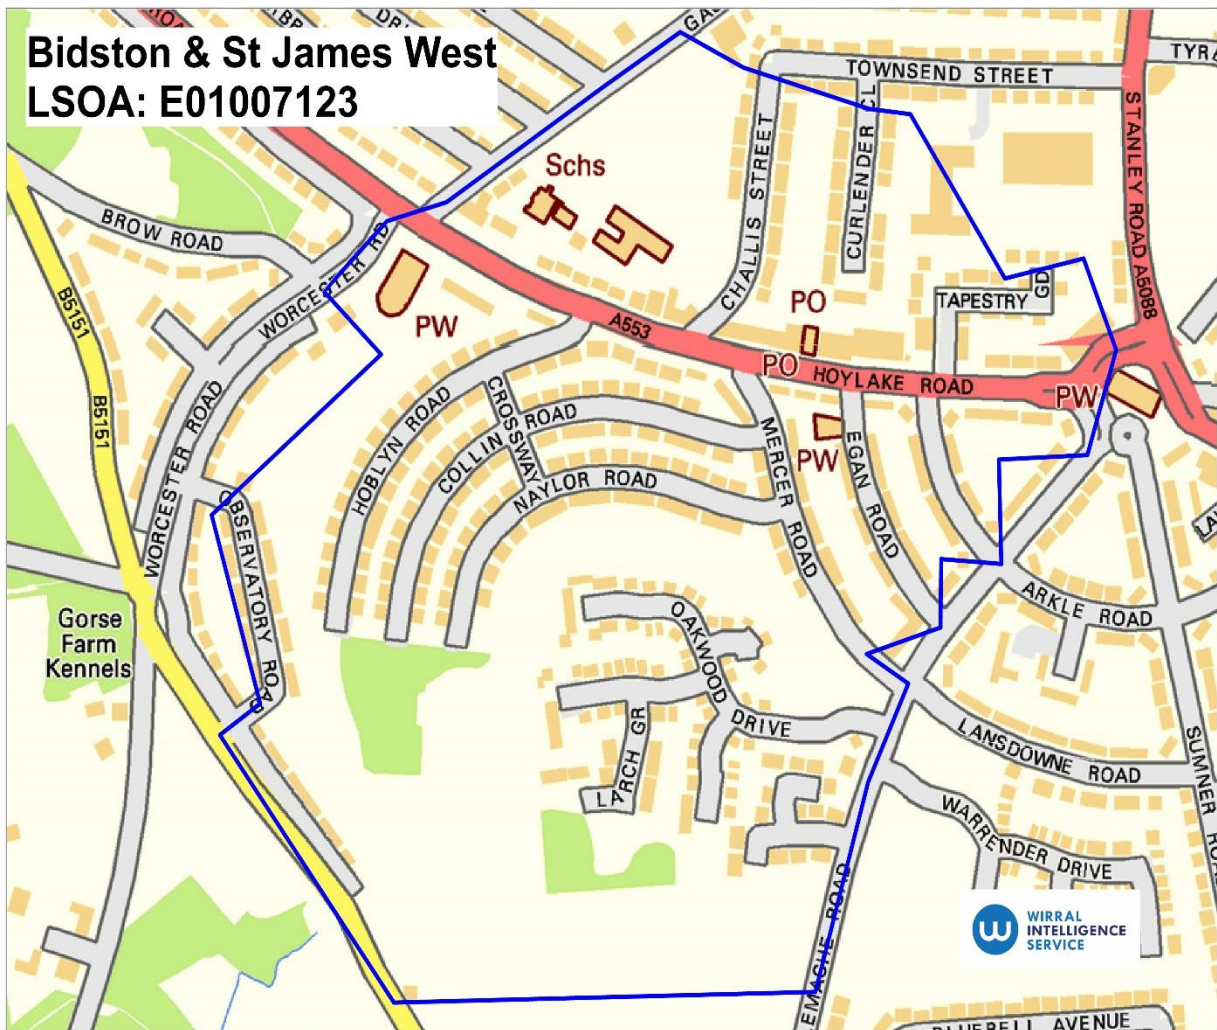 Bidston & St James West
LSOA: E01007123
TOWNSEND STREET
CHALLIS STREET
CURLENDER CL
STANLEY ROAD A5088
Schs
BROW ROAD
WORCESTER RD
B5151
PW
A553
PO
TAPESTRY
GD
PO
HOYLAKE ROAD
PW
B5151
WORCESTER ROAD
HOBLYN ROAD
CROSSWAY
COLLIN ROAD
NAYLOR ROAD
MERCER ROAD
PW
EGAN ROAD
OBSERVATORY ROAD
Gorse
Farm
Kennels
OAKWOOD DRIVE
LARCH GR
ARKLE ROAD
LANSDOWNE ROAD
SUMNER
WARRENDER DRIVE
EMACHE ROAD
WIRRAL
INTELLIGENCE
SERVICE
BLUEBELL AVENUE